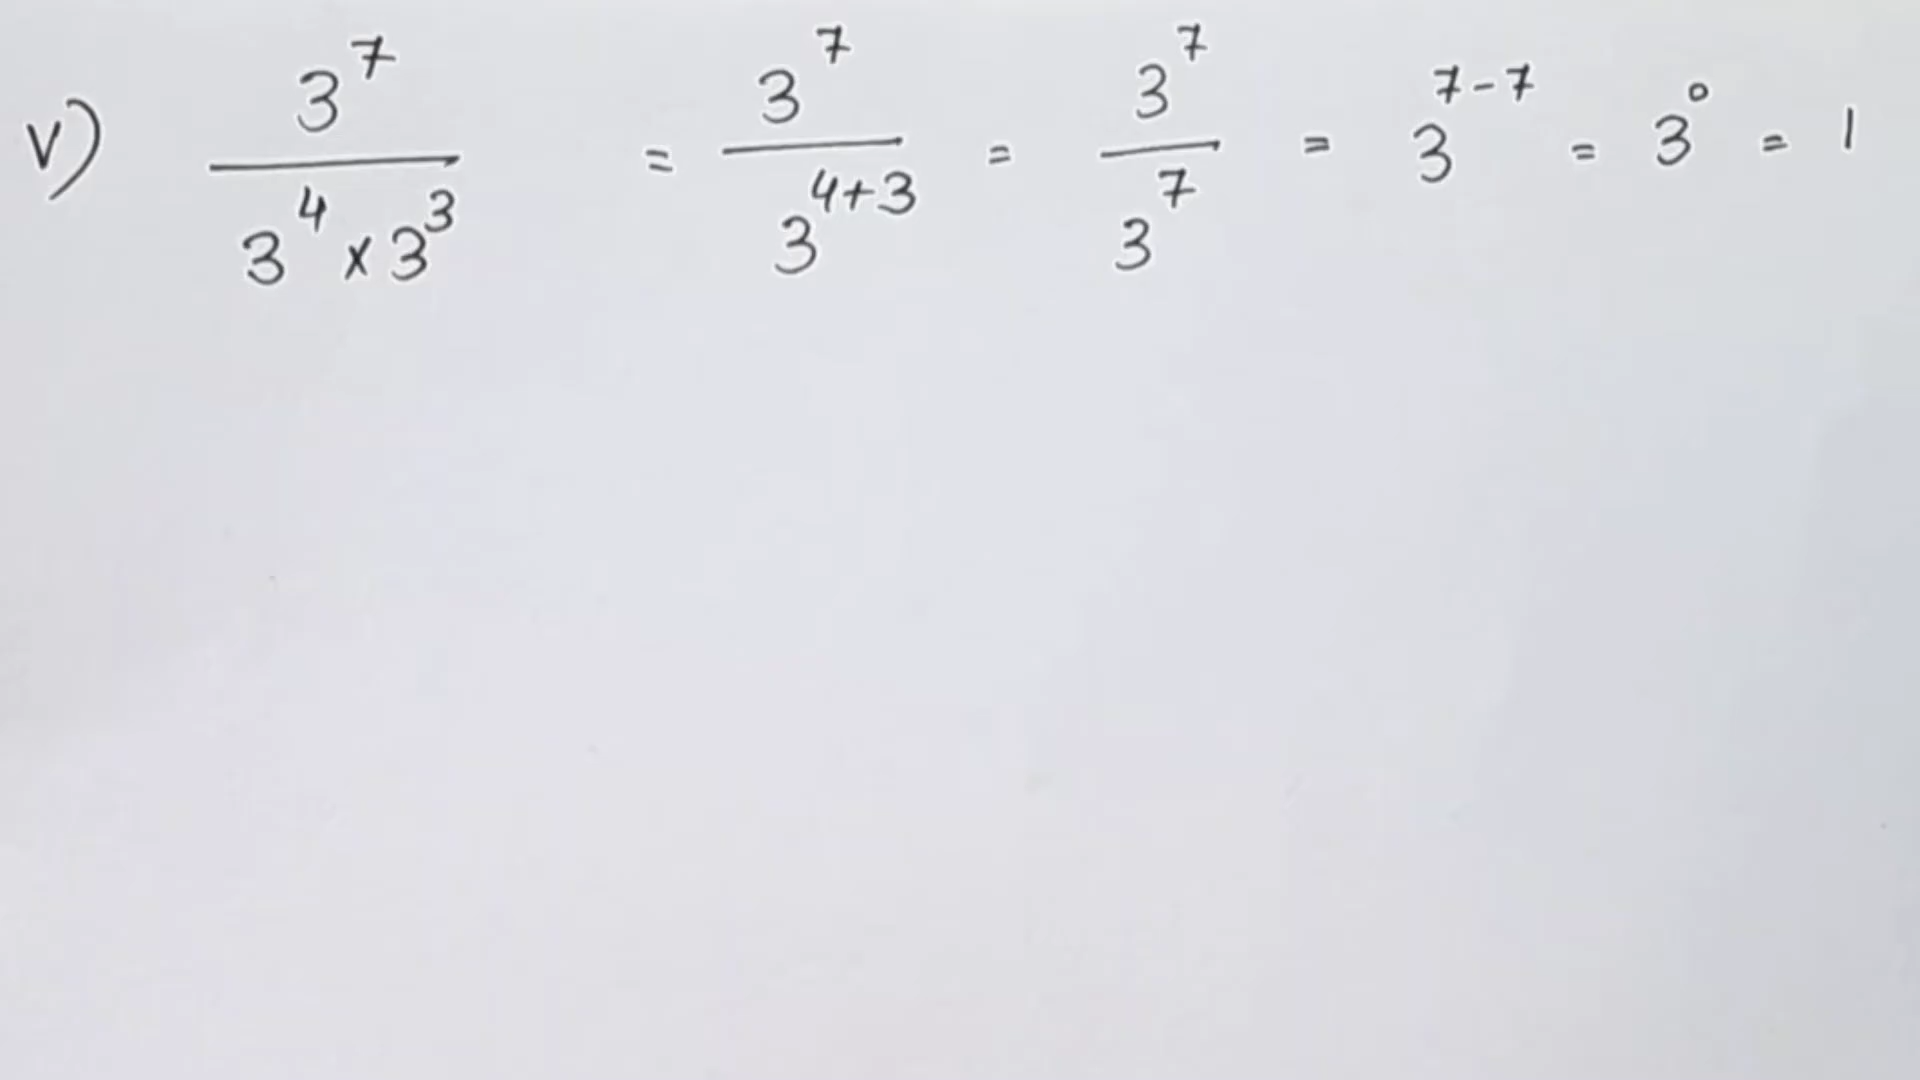 v) 3^7 / (3^4 × 3^3) = 3^7 / 3^(4+3) = 3^7 / 3^7 = 3^(7-7) = 3^0 = 1